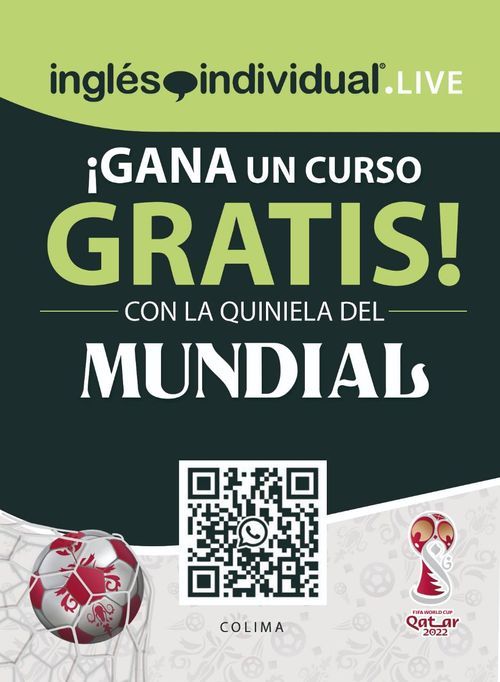 inglés individual®.LIVE
¡GANA UN CURSO
GRATIS!
CON LA QUINIELA DEL
MUNDIAL
COLIMA
FIFA WORLD CUP
Qatar
2022